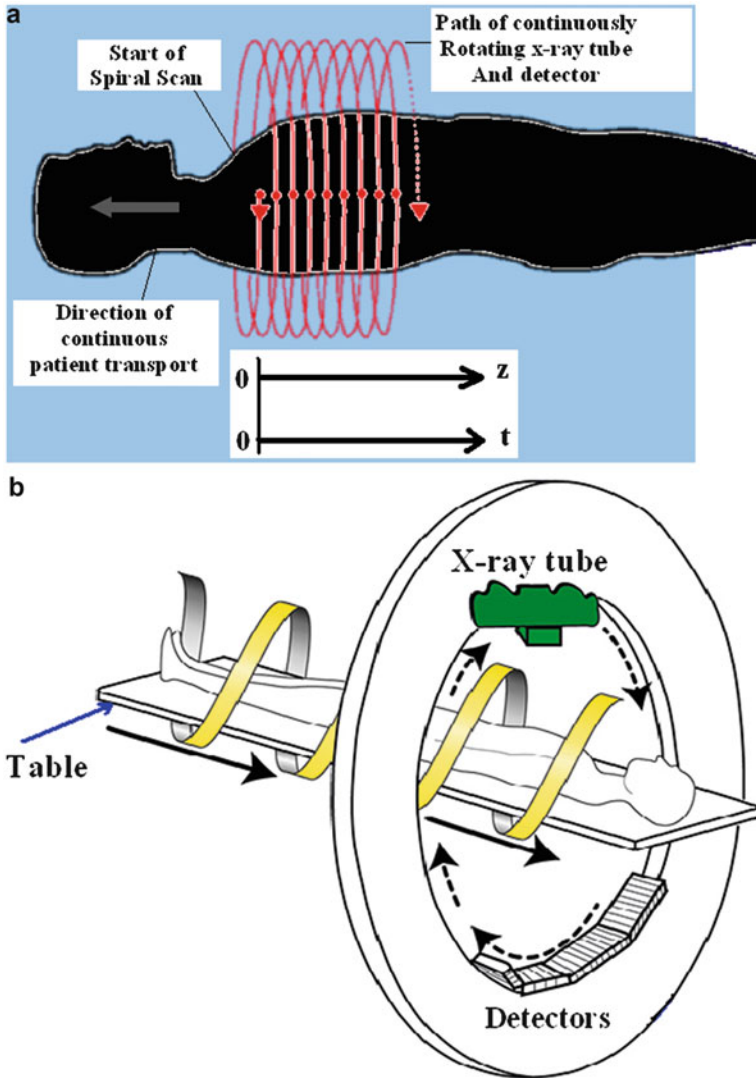 a
Start of
Spiral Scan
Path of continuously
Rotating x-ray tube
And detector
Direction of
continuous
patient transport
0
z
0
t
b
X-ray tube
Table
Detectors